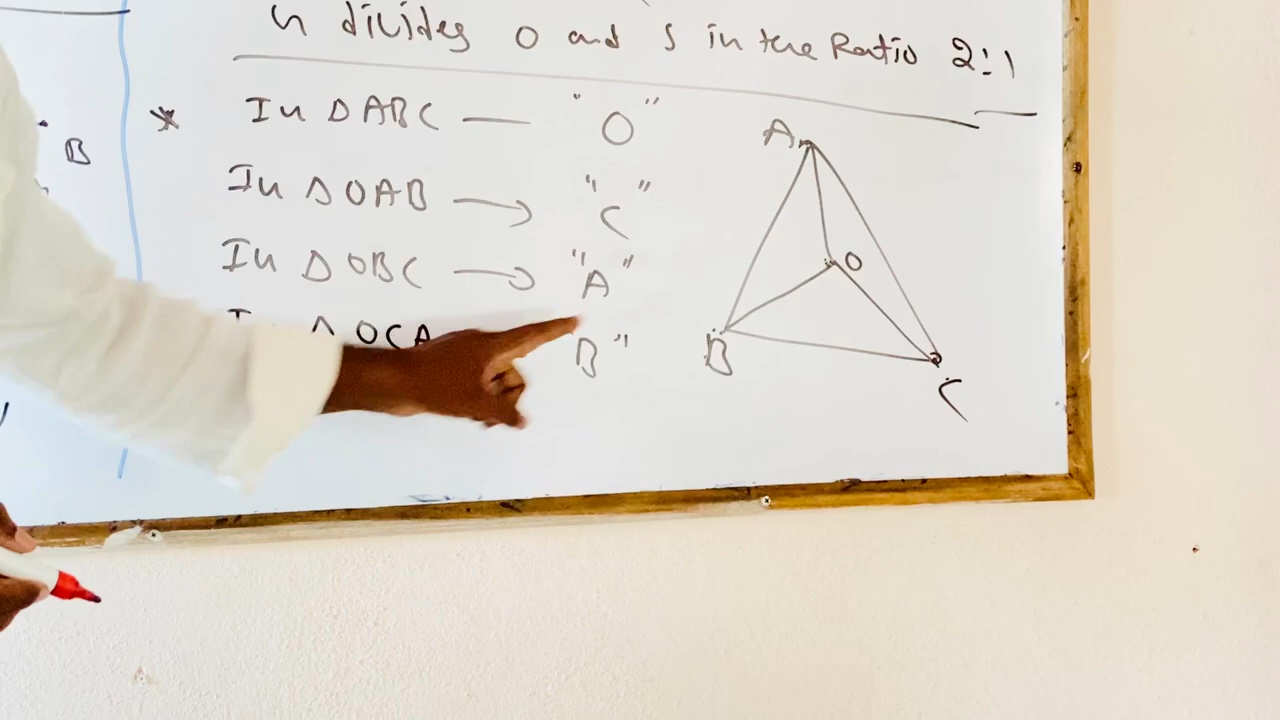 G divides O and S in the Ratio 2:1
* In Δ ABC — "O"
In Δ OAB → "C"
In Δ OBC → "A"
In Δ OCA B"
B
A
O
B
C